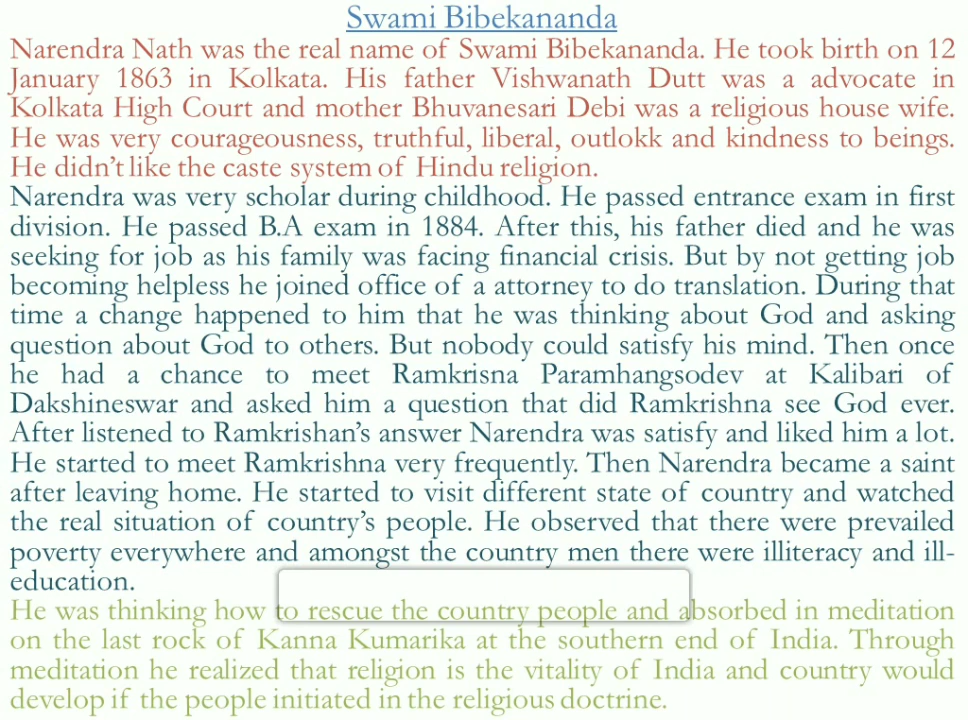 Swami Bibekananda
Narendra Nath was the real name of Swami Bibekananda. He took birth on 12
January 1863 in Kolkata. His father Vishwanath Dutt was a advocate in
Kolkata High Court and mother Bhuvanesari Debi was a religious house wife.
He was very courageousness, truthful, liberal, outlokk and kindness to beings.
He didn't like the caste system of Hindu religion.
Narendra was very scholar during childhood. He passed entrance exam in first
division. He passed B.A exam in 1884. After this, his father died and he was
seeking for job as his family was facing financial crisis. But by not getting job
becoming helpless he joined office of a attorney to do translation. During that
time a change happened to him that he was thinking about God and asking
question about God to others. But nobody could satisfy his mind. Then once
he had a chance to meet Ramkrisna Paramhangsodev at Kalibari of
Dakshineswar and asked him a question that did Ramkrishna see God ever.
After listened to Ramkrishan's answer Narendra was satisfy and liked him a lot.
He started to meet Ramkrishna very frequently. Then Narendra became a saint
after leaving home. He started to visit different state of country and watched
the real situation of country's people. He observed that there were prevailed
poverty everywhere and amongst the country men there were illiteracy and ill-
education.
He was thinking how to rescue the country people and absorbed in meditation
on the last rock of Kanna Kumarika at the southern end of India. Through
meditation he realized that religion is the vitality of India and country would
develop if the people initiated in the religious doctrine.